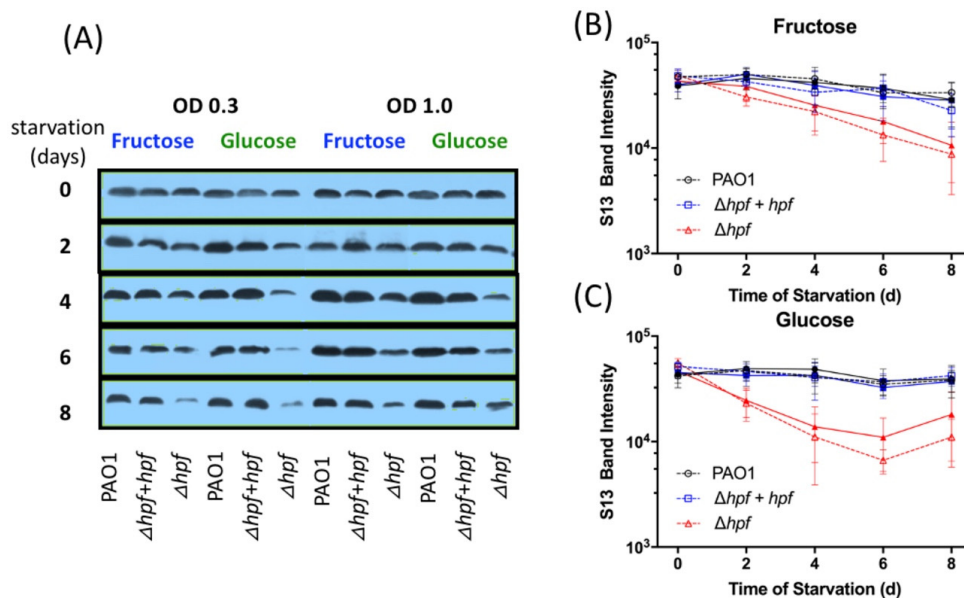 (A)
OD 0.3 OD 1.0
starvation
(days)
Fructose Glucose Fructose Glucose
0
2
4
6
8
PAO1
Δhpf+hpf
Δhpf
PAO1
Δhpf+hpf
Δhpf
PAO1
Δhpf+hpf
Δhpf
PAO1
Δhpf+hpf
Δhpf
(B)
Fructose
S13 Band Intensity
10⁵
10⁴
10³
PAO1
Δhpf + hpf
Δhpf
0 2 4 6 8
Time of Starvation (d)
(C)
Glucose
S13 Band Intensity
10⁵
10⁴
10³
PAO1
Δhpf + hpf
Δhpf
0 2 4 6 8
Time of Starvation (d)